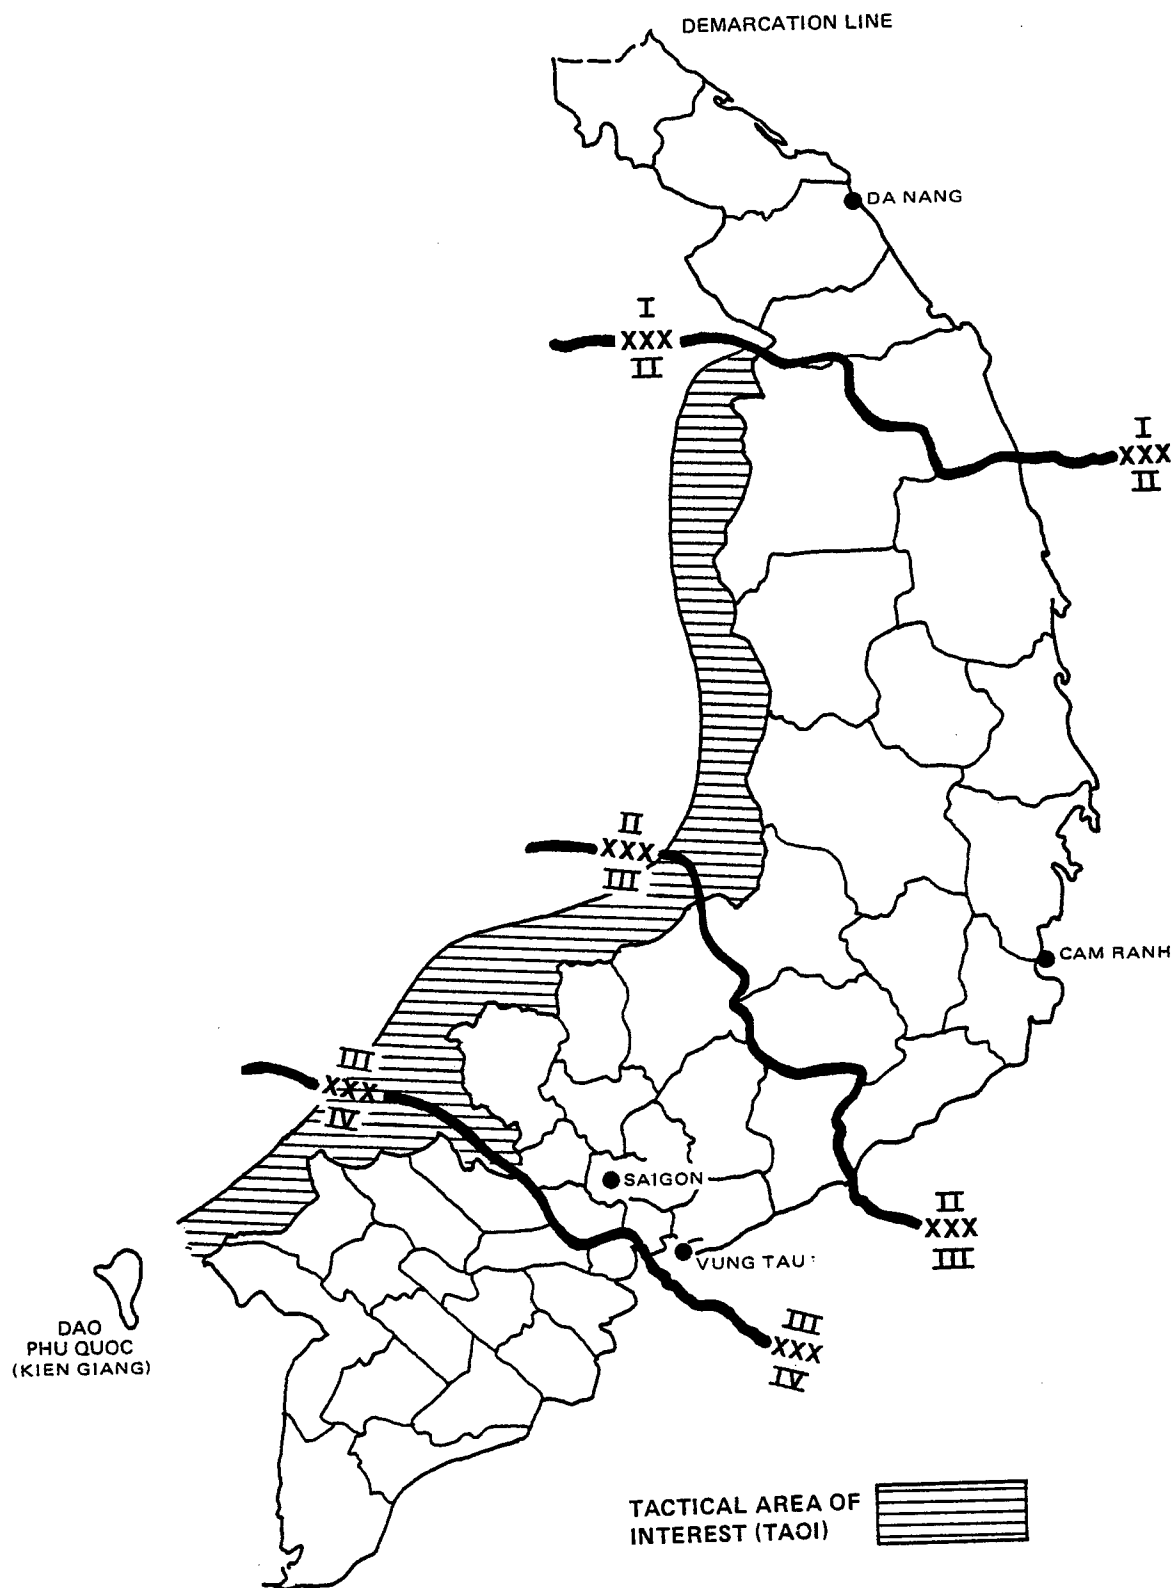 DEMARCATION LINE
DA NANG
I
XXX
II
I
XXX
II
II
XXX
III
CAM RANH
III
XXX
IV
SAIGON
II
XXX
III
VUNG TAU
III
XXX
IV
DAO
PHU QUOC
(KIEN GIANG)
TACTICAL AREA OF
INTEREST (TAOI)